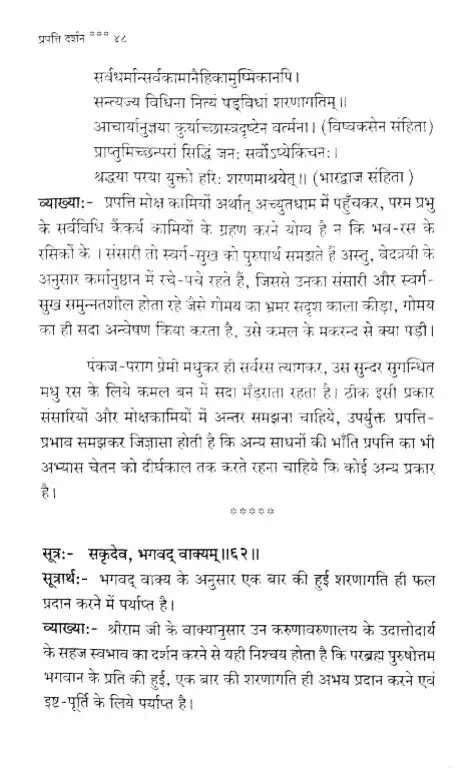 प्रपत्ति दर्शन *** ४८
सर्वधर्मान्सर्वकामानैहिकामुष्मिकानपि।
सन्त्यज्य विधिना नित्यं षड्विधां शरणागतिम्॥
आचार्यानुज्ञया कुर्याच्छास्त्रदृष्टेन वर्त्मना। (विष्वकसेन संहिता)
प्राप्तुमिच्छन्परां सिद्धिं जनः सर्वोऽप्येकिंचनः।
श्रद्धया परया युक्तो हरिः शरणमाश्रयेत्॥ (भारद्वाज संहिता )
व्याख्याः- प्रपत्ति मोक्ष कामियों अर्थात् अच्युतधाम में पहुँचकर, परम प्रभु
के सर्वविधि कैंकर्य कामियों के ग्रहण करने योग्य है न कि भव-रस के
रसिकों के । संसारी तो स्वर्ग-सुख को पुरुषार्थ समझते हैं अस्तु, वेदत्रयी के
अनुसार कर्मानुष्ठान में रचे-पचे रहते हैं, जिससे उनका संसारी और स्वर्ग-
सुख समुन्नतशील होता रहे जैसे गोमय का भ्रमर सदृश काला कीड़ा, गोमय
का ही सदा अन्वेषण किया करता है, उसे कमल के मकरन्द से क्या पड़ी।
पंकज-पराग प्रेमी मधुकर ही सर्वरस त्यागकर, उस सुन्दर सुगन्धित
मधु रस के लिये कमल बन में सदा मँड़राता रहता है। ठीक इसी प्रकार
संसारियों और मोक्षकामियों में अन्तर समझना चाहिये, उपर्युक्त प्रपत्ति-
प्रभाव समझकर जिज्ञासा होती है कि अन्य साधनों की भाँति प्रपत्ति का भी
अभ्यास चेतन को दीर्घकाल तक करते रहना चाहिये कि कोई अन्य प्रकार
है।
*****
सूत्रः- सकृदेव, भगवद् वाक्यम्॥६२॥
सूत्रार्थः- भगवद् वाक्य के अनुसार एक बार की हुई शरणागति ही फल
प्रदान करने में पर्याप्त है।
व्याख्याः- श्रीराम जी के वाक्यानुसार उन करुणावरुणालय के उदात्तोदार्य
के सहज स्वभाव का दर्शन करने से यही निश्चय होता है कि परब्रह्म पुरुषोत्तम
भगवान के प्रति की हुई, एक बार की शरणागति ही अभय प्रदान करने एवं
इष्ट-पूर्ति के लिये पर्याप्त है।